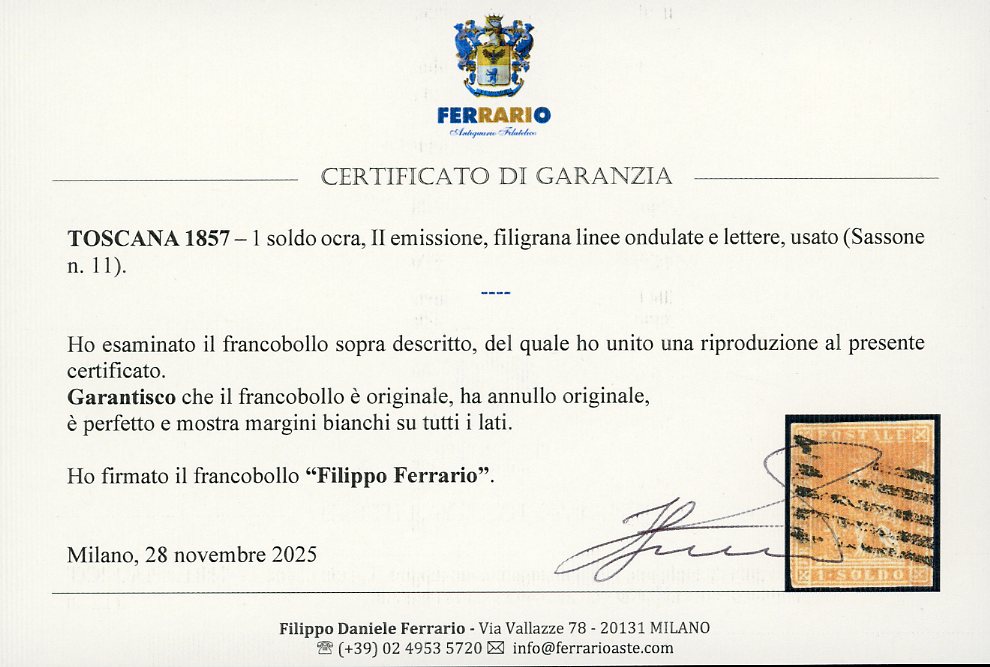 FERRARIO
Antiquario Filatelico
CERTIFICATO DI GARANZIA
TOSCANA 1857 – 1 soldo ocra, II emissione, filigrana linee ondulate e lettere, usato (Sassone
n. 11).
----
Ho esaminato il francobollo sopra descritto, del quale ho unito una riproduzione al presente
certificato.
Garantisco che il francobollo è originale, ha annullo originale,
è perfetto e mostra margini bianchi su tutti i lati.
POSTALE
Ho firmato il francobollo “Filippo Ferrario”.
Milano, 28 novembre 2025
1·SOLDO
Filippo Daniele Ferrario - Via Vallazze 78 - 20131 MILANO
☏ (+39) 02 4953 5720 ✉ info@ferrarioaste.com